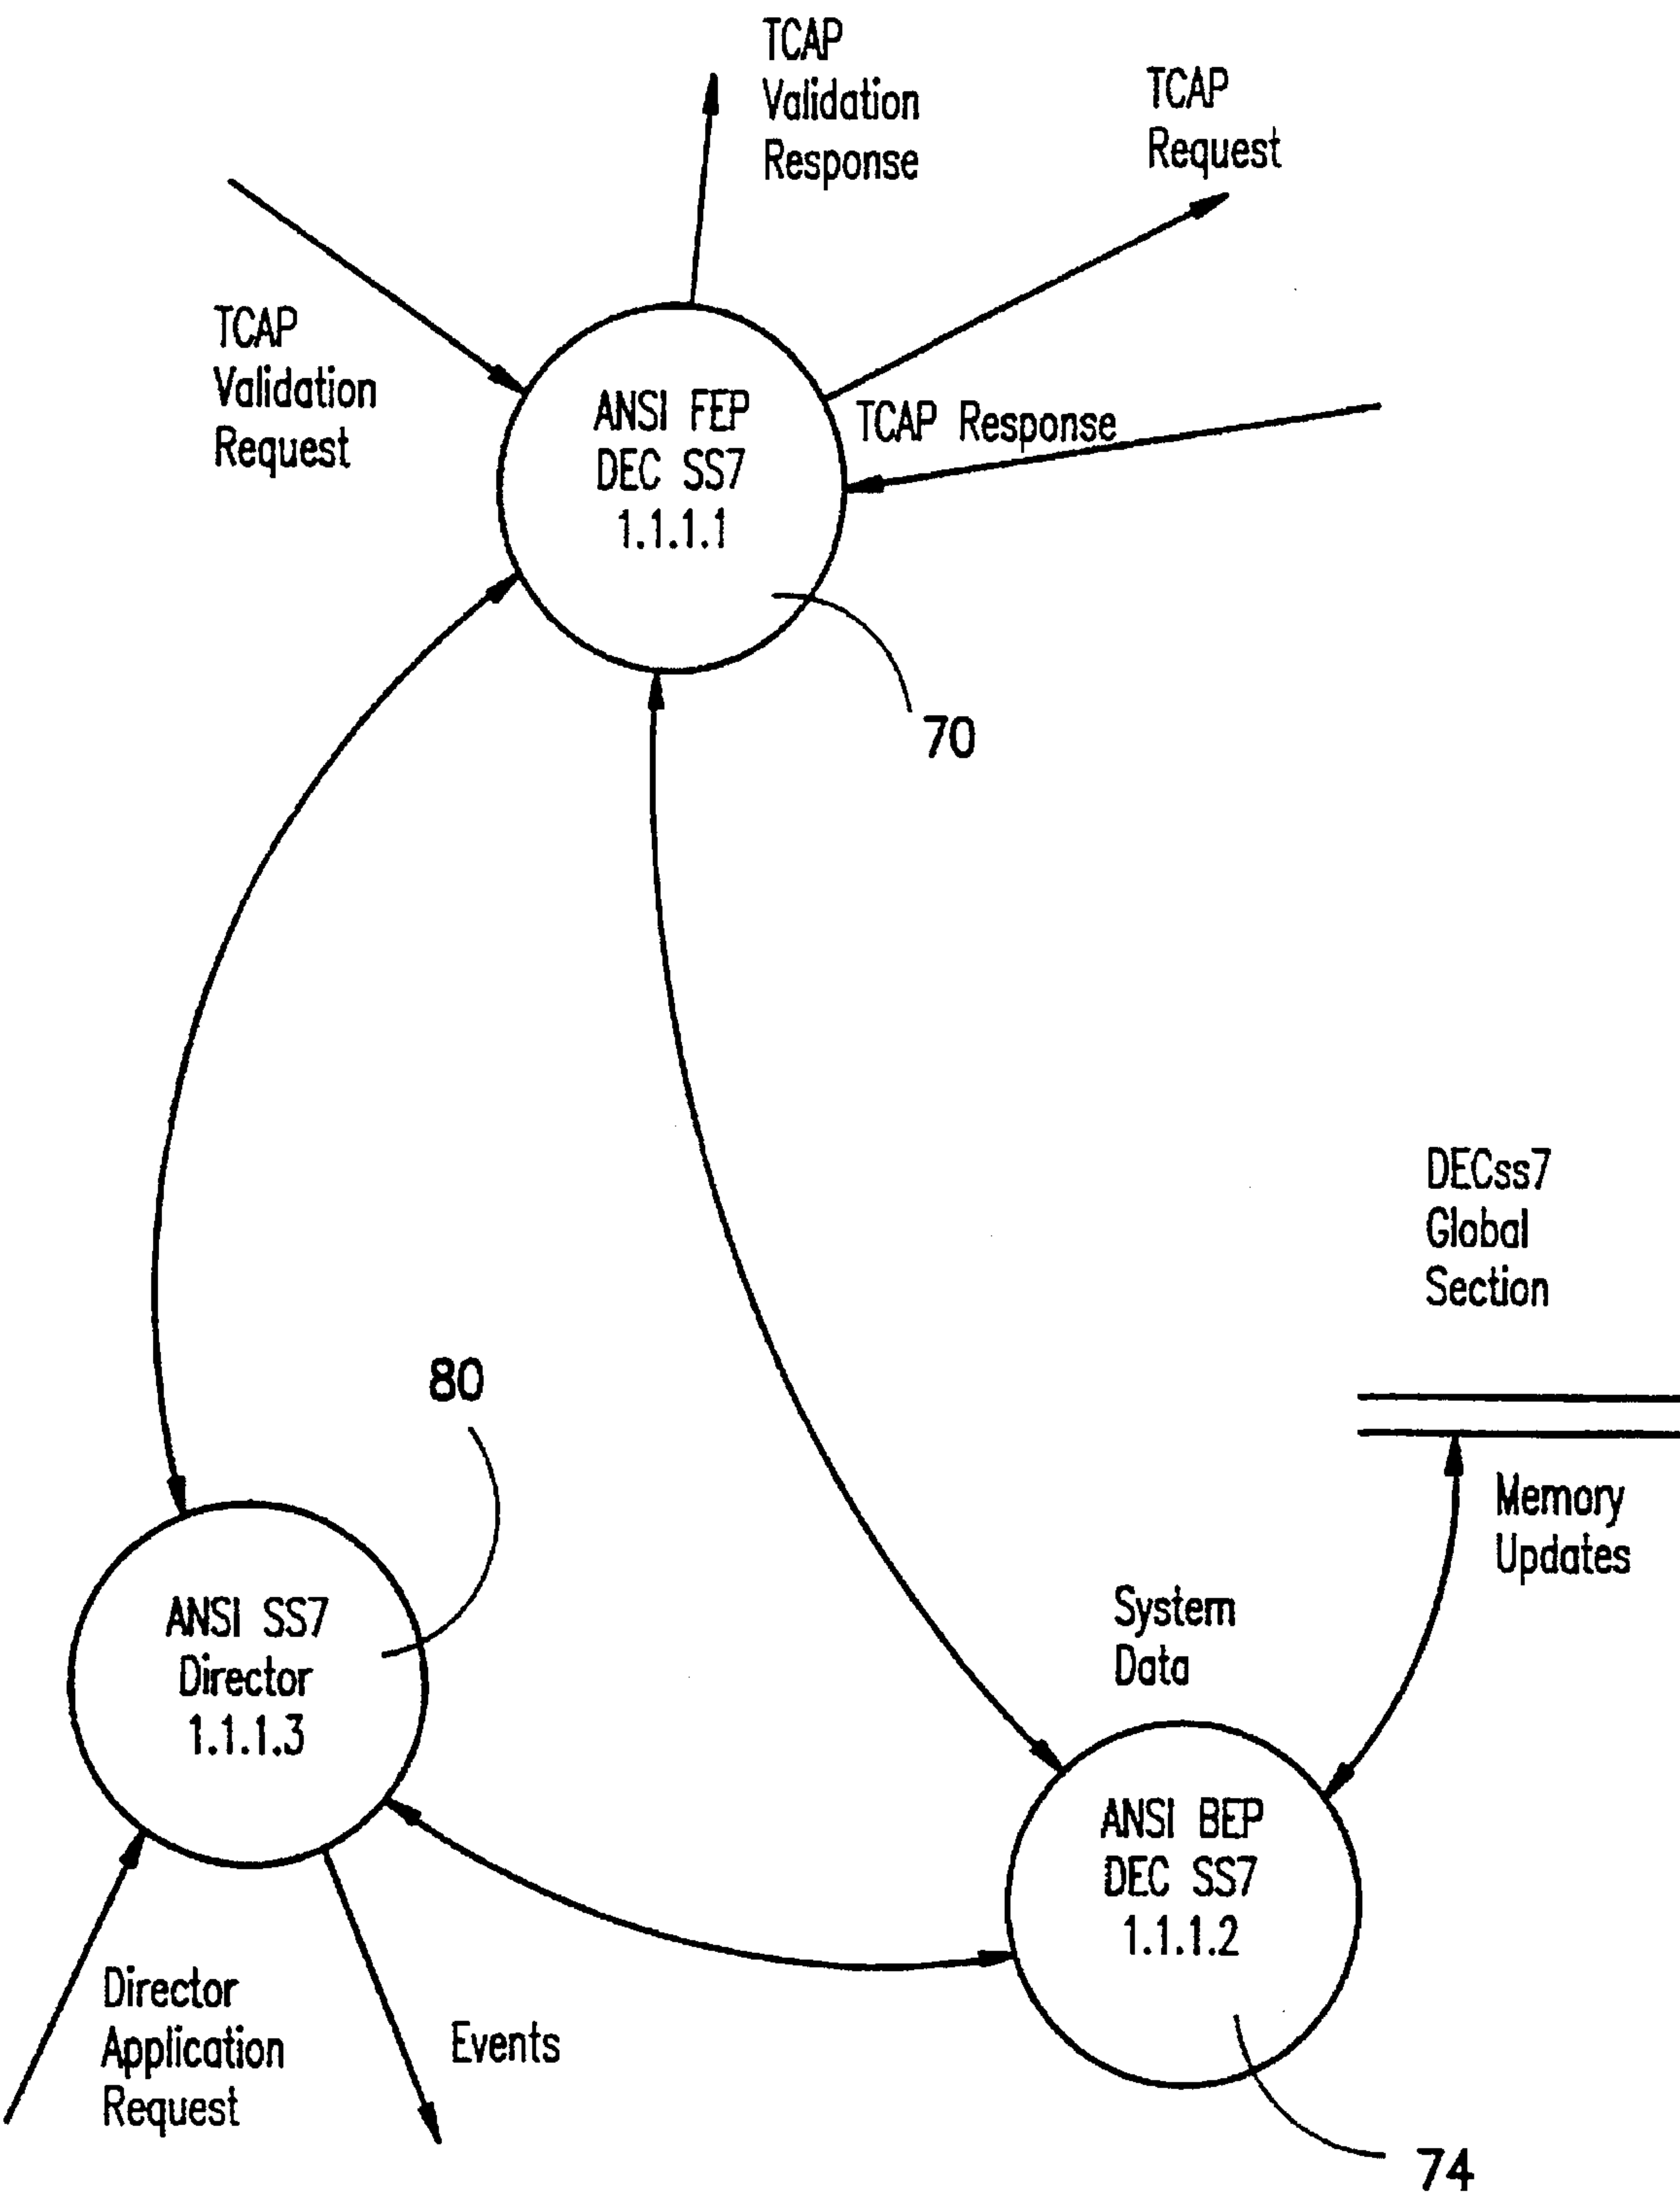 TCAP
Validation
Response
TCAP
Request
TCAP
Validation
Request
ANSI FEP
DEC SS7
1.1.1.1
TCAP Response
70
DECss7
Global
Section
80
Memory
Updates
System
Data
ANSI SS7
Director
1.1.1.3
ANSI BEP
DEC SS7
1.1.1.2
Director
Application
Request
Events
74